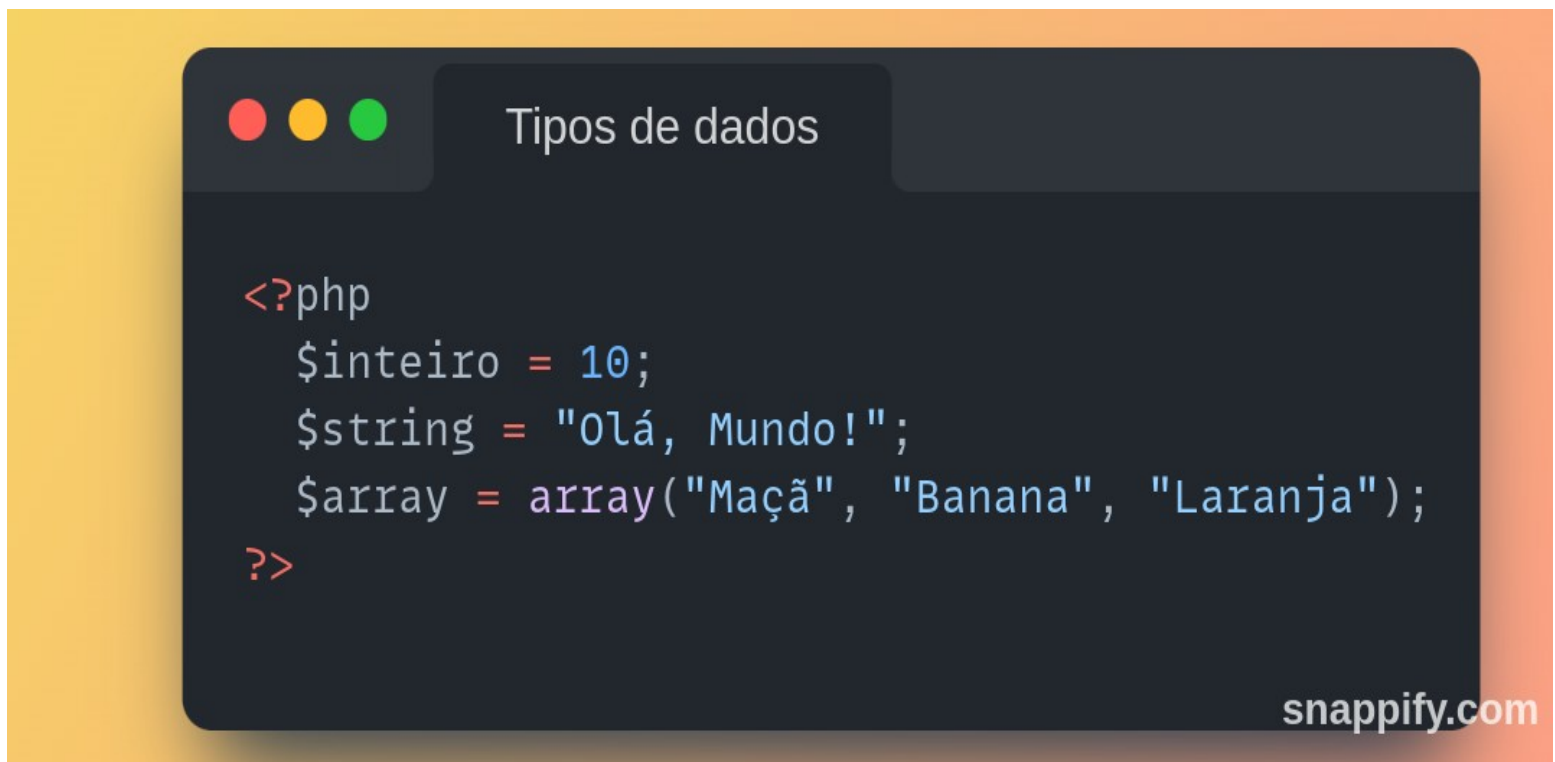 Tipos de dados
<?php
$inteiro = 10;
$string = "Olá, Mundo!";
$array = array("Maçã", "Banana", "Laranja");
?>
snappify.com